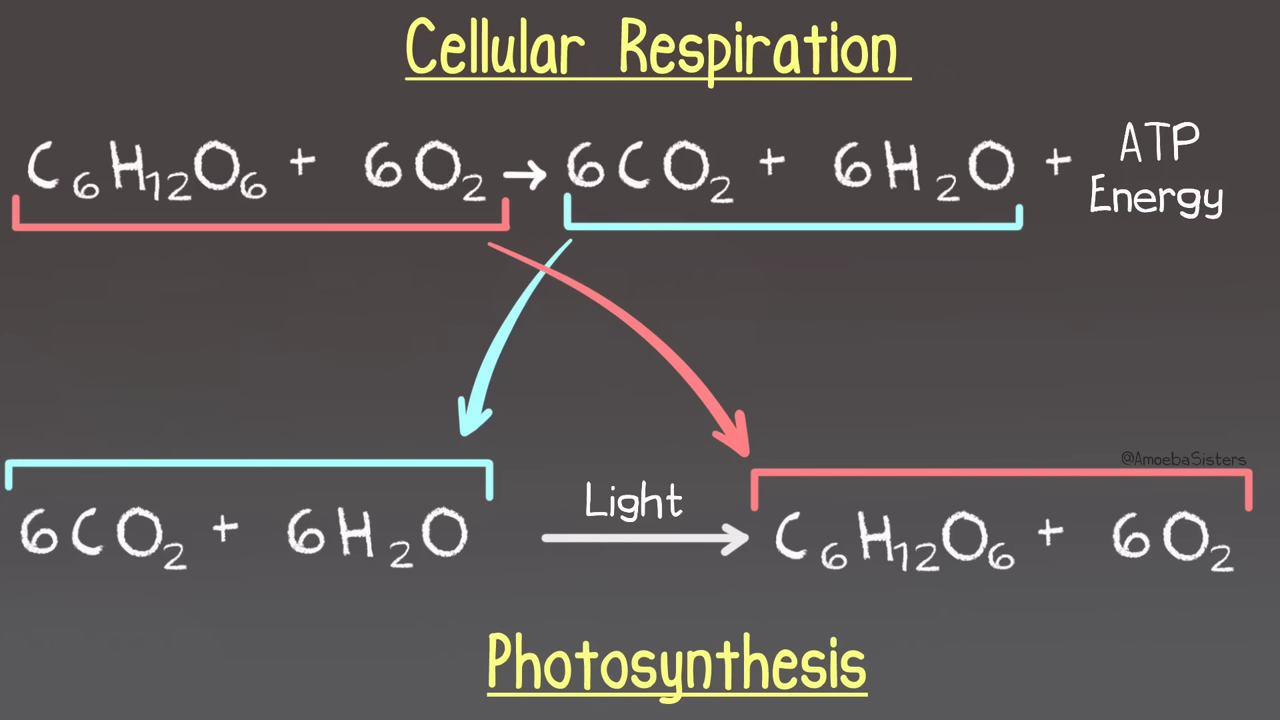 Cellular Respiration
C₆H₁₂O₆ + 6O₂ → 6CO₂ + 6H₂O + ATP Energy
@AmoebaSisters
Light
6CO₂ + 6H₂O → C₆H₁₂O₆ + 6O₂
Photosynthesis